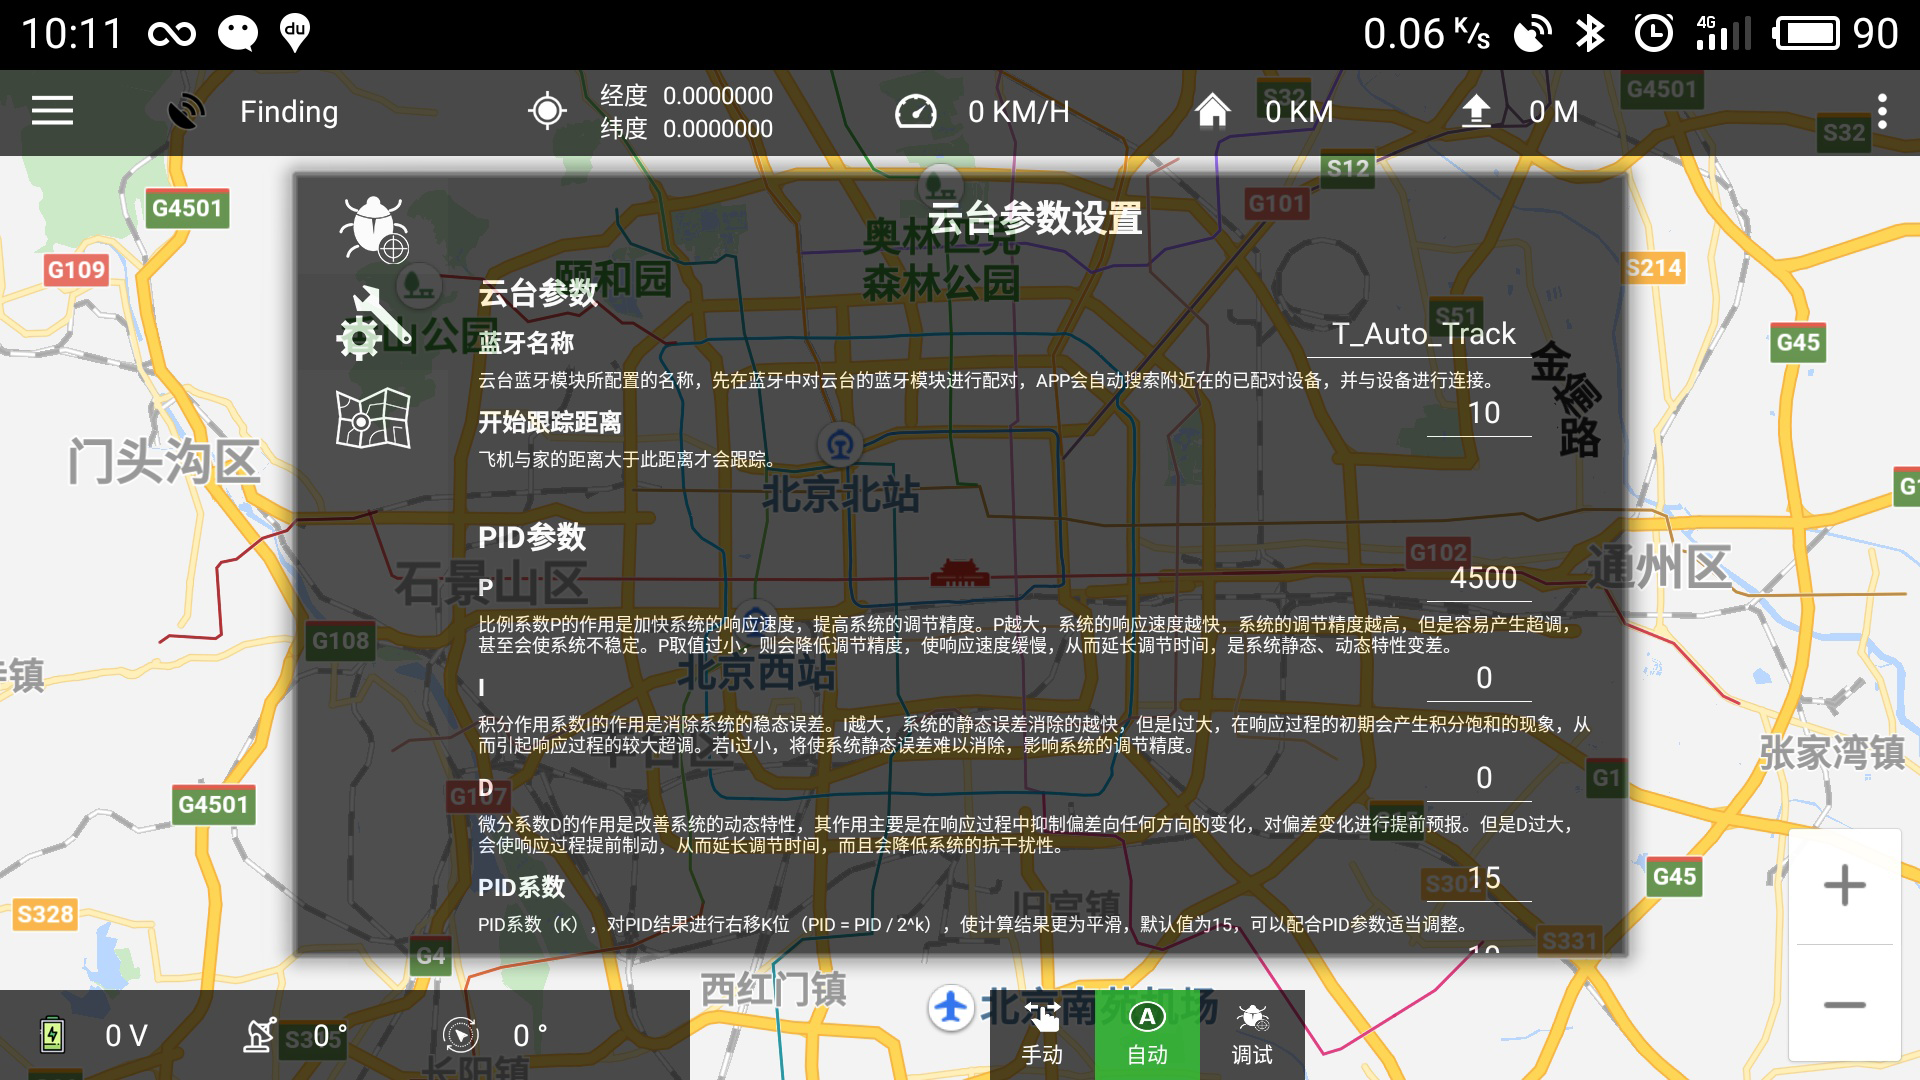 10:11
du
0.06 K/s
4G
90
Finding
经度 0.0000000
纬度 0.0000000
0 KM/H
0 KM
0 M
S32
G4501
S32
S12
G4501
G101
G109
S214
云台参数设置
奥林匹克
森林公园
颐和园
云台参数
S51
蓝牙名称
T_Auto_Track
G45
山公园
云台蓝牙模块所配置的名称，先在蓝牙中对云台的蓝牙模块进行配对，APP会自动搜索附近在的已配对设备，并与设备进行连接。
开始跟踪距离
10
金榆路
飞机与家的距离大于此距离才会跟踪。
门头沟区
北京北站
PID参数
G102
石景山区
通州区
P
4500
比例系数P的作用是加快系统的响应速度，提高系统的调节精度。P越大，系统的响应速度越快，系统的调节精度越高，但是容易产生超调，
甚至会使系统不稳定。P取值过小，则会降低调节精度，使响应速度缓慢，从而延长调节时间，是系统静态、动态特性变差。
G108
北京西站
镇
I
0
积分作用系数I的作用是消除系统的稳态误差。I越大，系统的静态误差消除的越快，但是I过大，在响应过程的初期会产生积分饱和的现象，从
而引起响应过程的较大超调。若I过小，将使系统静态误差难以消除，影响系统的调节精度。
张家湾镇
D
0
G107
G1
G4501
微分系数D的作用是改善系统的动态特性，其作用主要是在响应过程中抑制偏差向任何方向的变化，对偏差变化进行提前预报。但是D过大，
会使响应过程提前制动，从而延长调节时间，而且会降低系统的抗干扰性。
PID系数
15
S302
G45
旧宫镇
S328
PID系数（K），对PID结果进行右移K位（PID = PID / 2^k），使计算结果更为平滑，默认值为15，可以配合PID参数适当调整。
S331
G4
西红门镇
北京南苑机场
0 V
0 °
0 °
手动
A
自动
调试
长阳镇